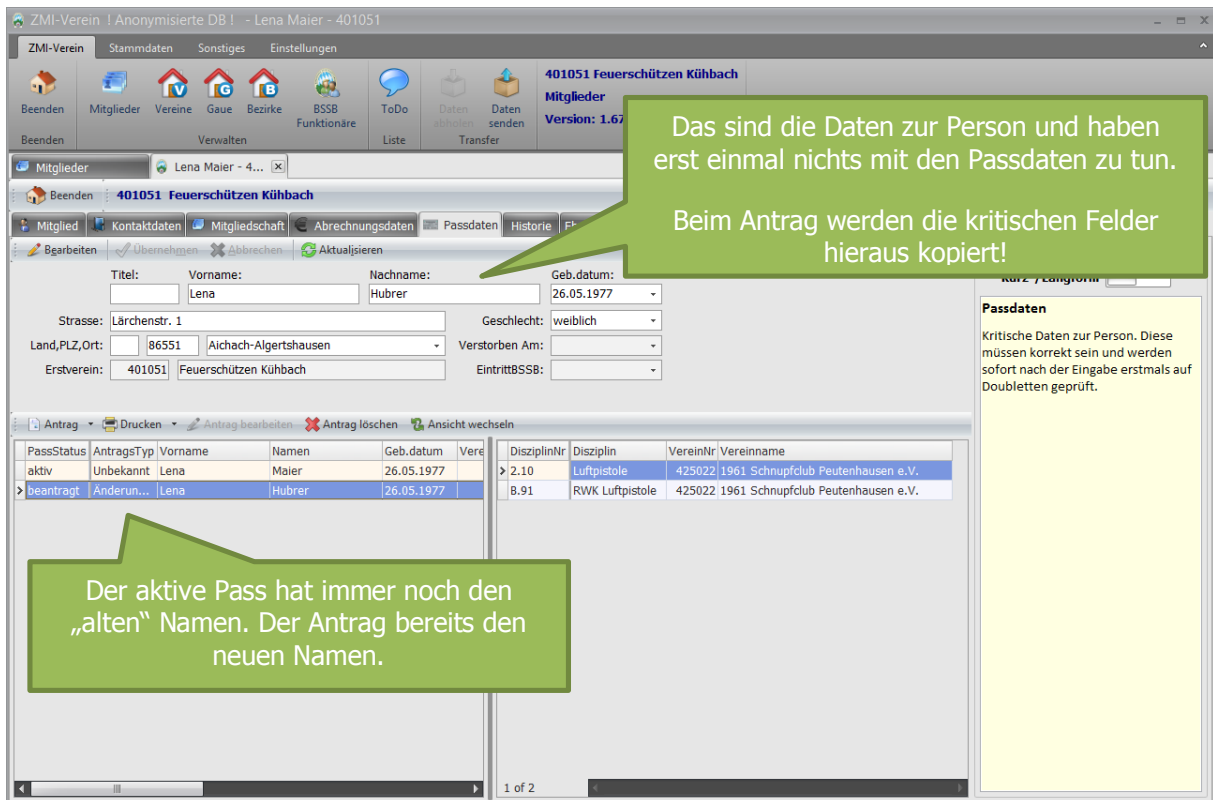 ZMI-Verein ! Anonymisierte DB ! - Lena Maier - 401051
ZMI-Verein Stammdaten Sonstiges Einstellungen
Beenden Mitglieder Vereine Gaue Bezirke BSSB Funktionäre ToDo Daten abholen Daten senden
Beenden Verwalten Liste Transfer
401051 Feuerschützen Kühbach
Mitglieder
Version: 1.67
Das sind die Daten zur Person und haben
erst einmal nichts mit den Passdaten zu tun.
Beim Antrag werden die kritischen Felder
hieraus kopiert!
Mitglieder Lena Maier - 4...
Beenden 401051 Feuerschützen Kühbach
Mitglied Kontaktdaten Mitgliedschaft Abrechnungsdaten Passdaten Historie
Bearbeiten Übernehmen Abbrechen Aktualisieren
Titel: Vorname: Nachname: Geb.datum:
Lena Hubrer 26.05.1977
Strasse: Lärchenstr. 1 Geschlecht: weiblich
Land,PLZ,Ort: 86551 Aichach-Algertshausen Verstorben Am:
Erstverein: 401051 Feuerschützen Kühbach EintrittBSSB:
Kurz-/Langform
Passdaten
Kritische Daten zur Person. Diese
müssen korrekt sein und werden
sofort nach der Eingabe erstmals auf
Doubletten geprüft.
Antrag Drucken Antrag bearbeiten Antrag löschen Ansicht wechseln
PassStatus AntragsTyp Vorname Namen Geb.datum Vere
aktiv Unbekannt Lena Maier 26.05.1977
beantragt Änderun... Lena Hubrer 26.05.1977
DisziplinNr Disziplin VereinNr Vereinname
2.10 Luftpistole 425022 1961 Schnupfclub Peutenhausen e.V.
B.91 RWK Luftpistole 425022 1961 Schnupfclub Peutenhausen e.V.
Der aktive Pass hat immer noch den
„alten“ Namen. Der Antrag bereits den
neuen Namen.
1 of 2